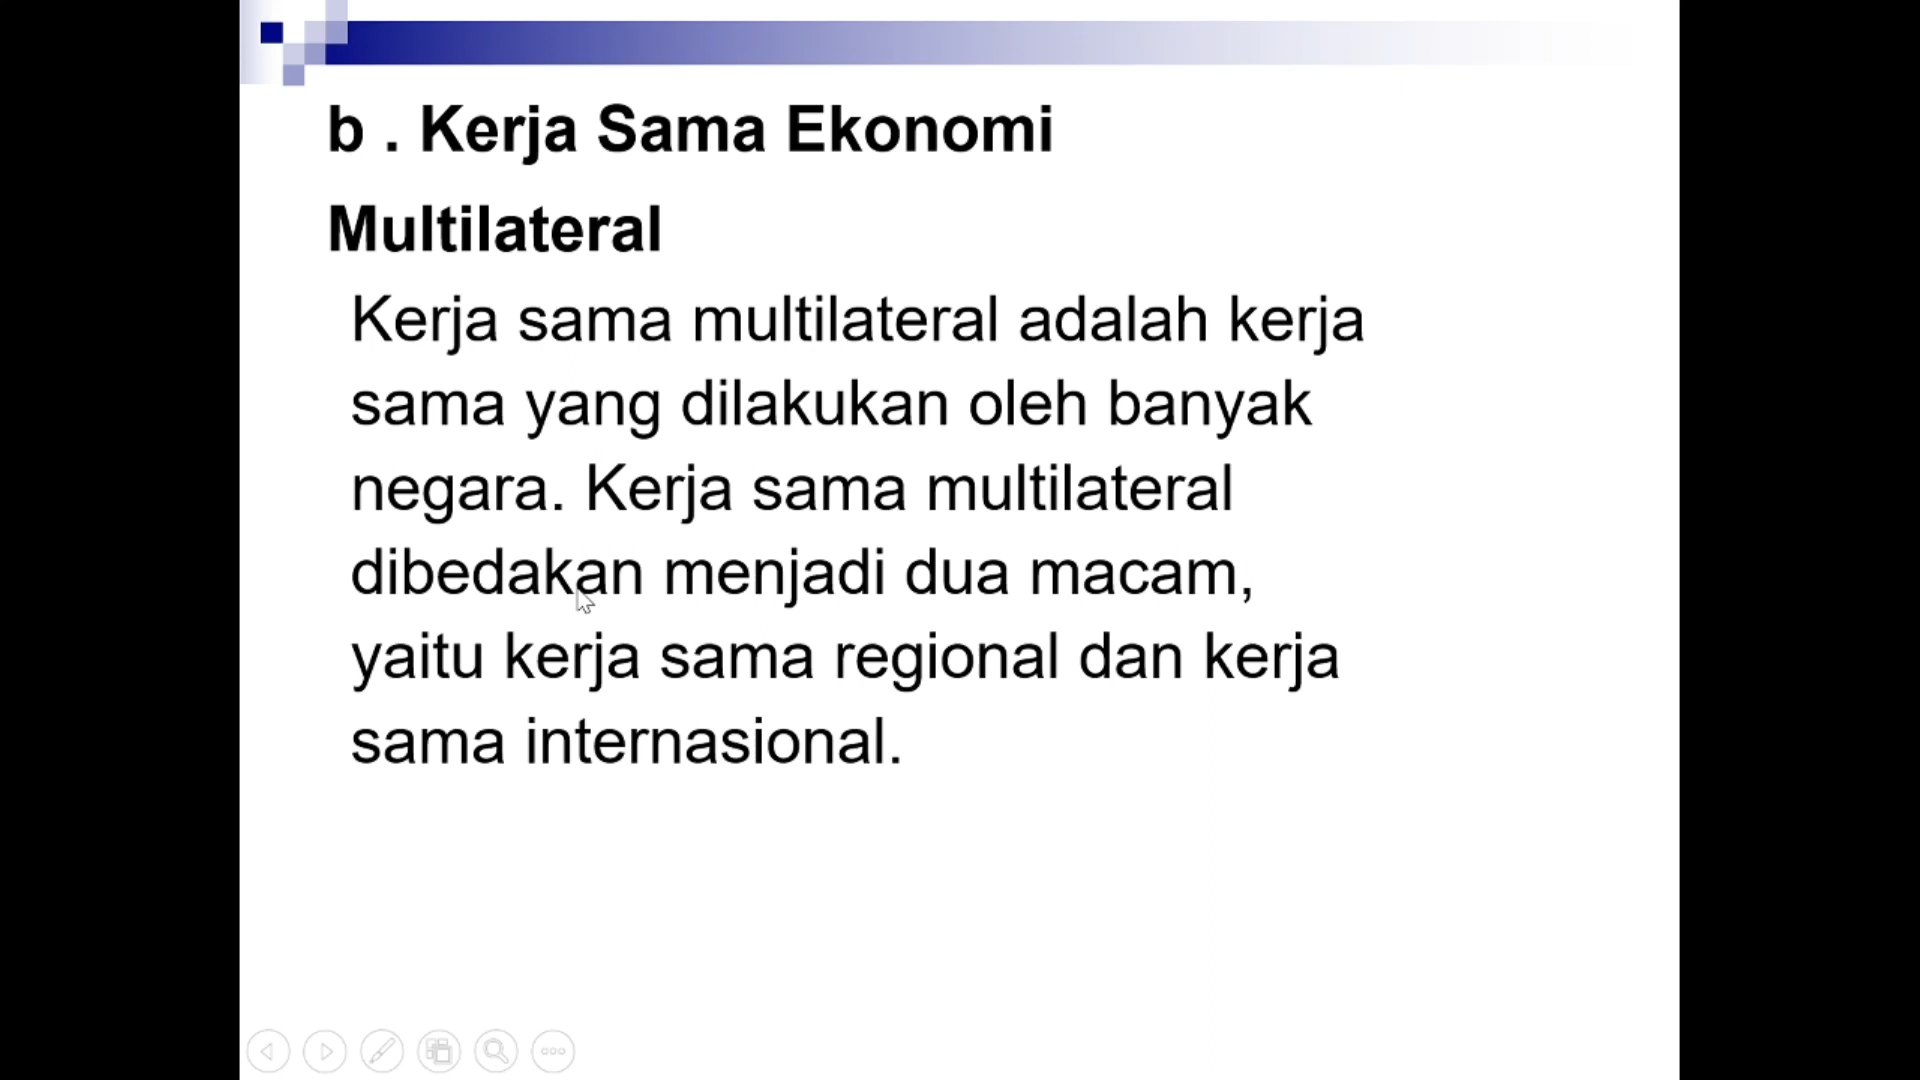 b . Kerja Sama Ekonomi
Multilateral
Kerja sama multilateral adalah kerja
sama yang dilakukan oleh banyak
negara. Kerja sama multilateral
dibedakan menjadi dua macam,
yaitu kerja sama regional dan kerja
sama internasional.